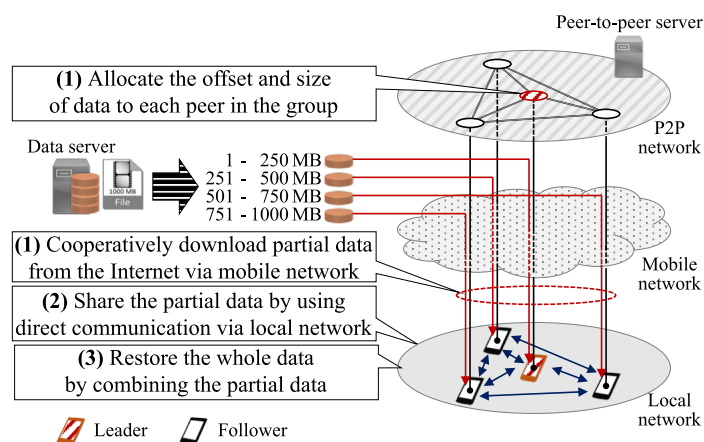 Peer-to-peer server
(1) Allocate the offset and size
of data to each peer in the group
P2P
network
Data server
1000 MB
File
1 - 250 MB
251 - 500 MB
501 - 750 MB
751 - 1000 MB
(1) Cooperatively download partial data
from the Internet via mobile network
Mobile
network
(2) Share the partial data by using
direct communication via local network
(3) Restore the whole data
by combining the partial data
Local
network
Leader
Follower